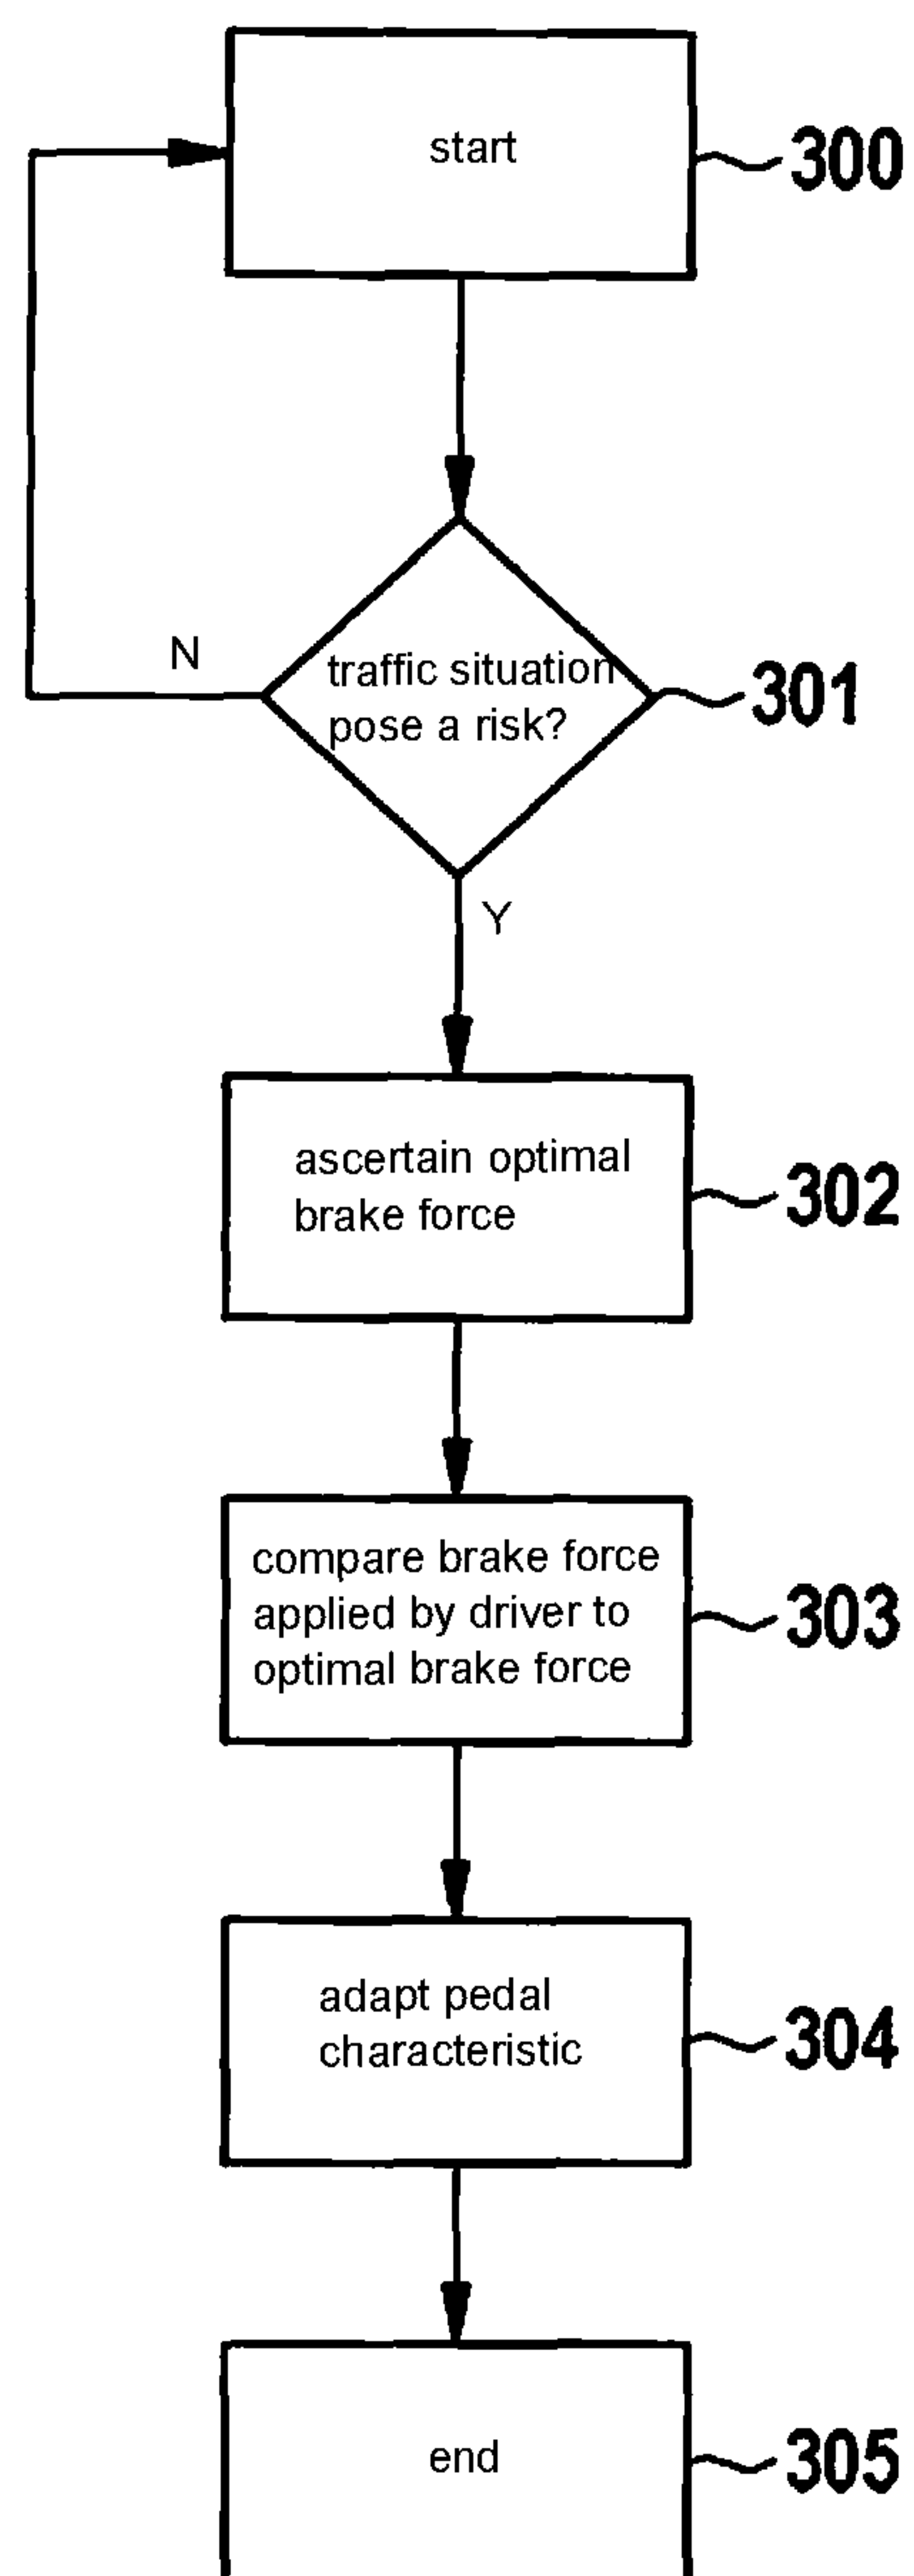 start
300
N
traffic situation
pose a risk?
301
Y
ascertain optimal
brake force
302
compare brake force
applied by driver to
optimal brake force
303
adapt pedal
characteristic
304
end
305